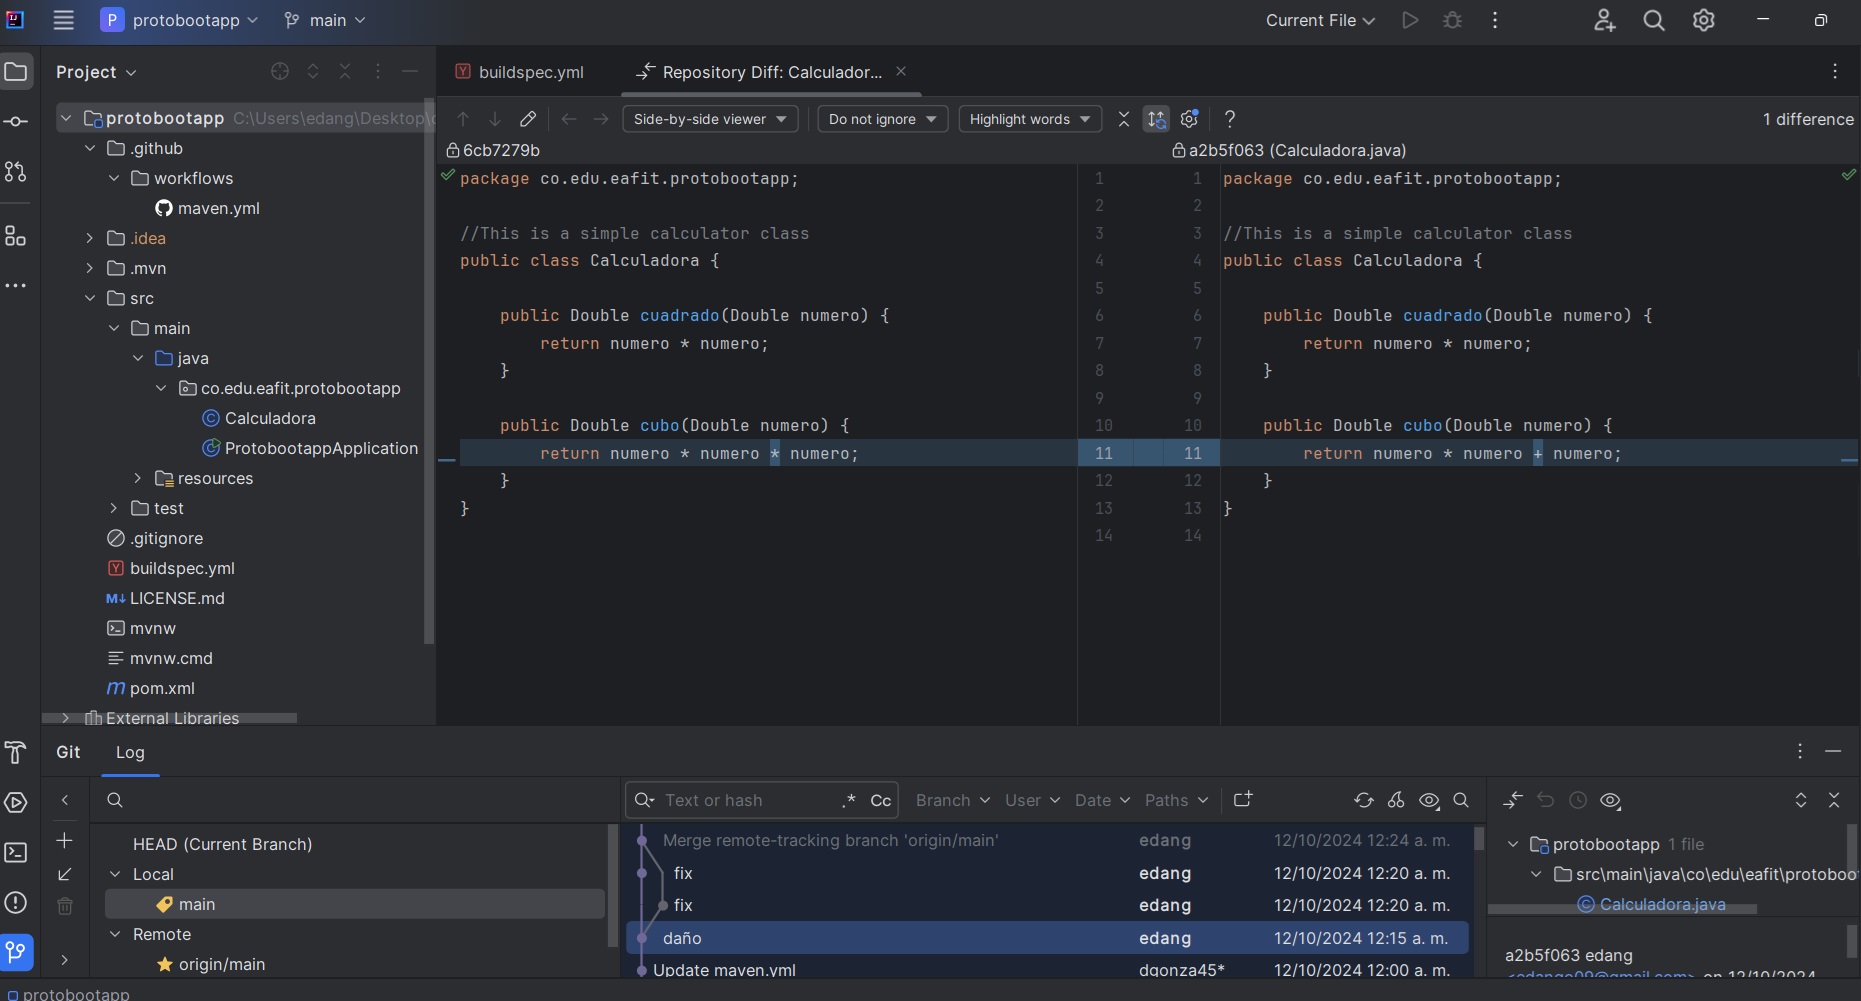 P protobootapp main Current File
Project
protobootapp C:\Users\edang\Desktop\
.github
workflows
maven.yml
.idea
.mvn
src
main
java
co.edu.eafit.protobootapp
Calculadora
ProtobootappApplication
resources
test
.gitignore
buildspec.yml
LICENSE.md
mvnw
mvnw.cmd
pom.xml
External Libraries
buildspec.yml Repository Diff: Calculador...
Side-by-side viewer Do not ignore Highlight words ? 1 difference
6cb7279b a2b5f063 (Calculadora.java)
package co.edu.eafit.protobootapp; 1 1 package co.edu.eafit.protobootapp;
2 2
//This is a simple calculator class 3 3 //This is a simple calculator class
public class Calculadora { 4 4 public class Calculadora {
5 5
public Double cuadrado(Double numero) { 6 6 public Double cuadrado(Double numero) {
return numero * numero; 7 7 return numero * numero;
} 8 8 }
9 9
public Double cubo(Double numero) { 10 10 public Double cubo(Double numero) {
return numero * numero * numero; 11 11 return numero * numero + numero;
} 12 12 }
} 13 13 }
14 14
Git Log
HEAD (Current Branch)
Local
main
Remote
origin/main
Text or hash .* Cc Branch User Date Paths
Merge remote-tracking branch 'origin/main' edang 12/10/2024 12:24 a. m.
fix edang 12/10/2024 12:20 a. m.
fix edang 12/10/2024 12:20 a. m.
daño edang 12/10/2024 12:15 a. m.
Update maven.yml dgonza45* 12/10/2024 12:00 a. m.
protobootapp 1 file
src\main\java\co\edu\eafit\protoboo
Calculadora.java
a2b5f063 edang
on 12/10/2024
protobootapp